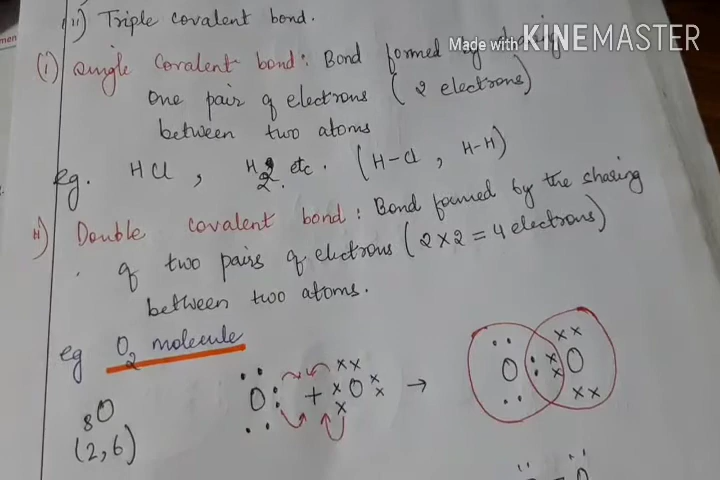 iii) Triple covalent bond.
Made with KINEMASTER
(i) Single covalent bond: Bond formed by
one pair of electrons (2 electrons)
between two atoms
eg. HCl, H2. etc. (H-Cl, H-H)
ii) Double covalent bond: Bond formed by the sharing
of two pairs of electrons (2 × 2 = 4 electrons)
between two atoms.
eg O2 molecule
O + O → O O
8O
(2, 6)